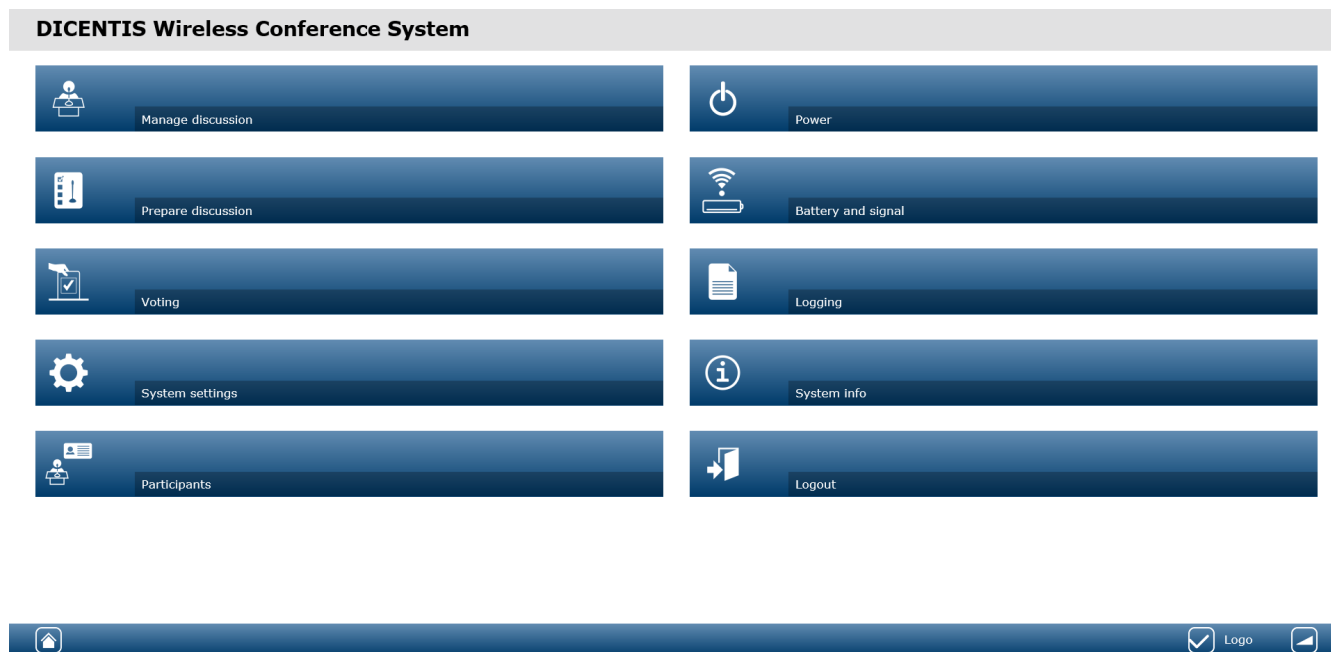 DICENTIS Wireless Conference System
Manage discussion
Power
Prepare discussion
Battery and signal
Voting
Logging
System settings
System info
Participants
Logout
Logo